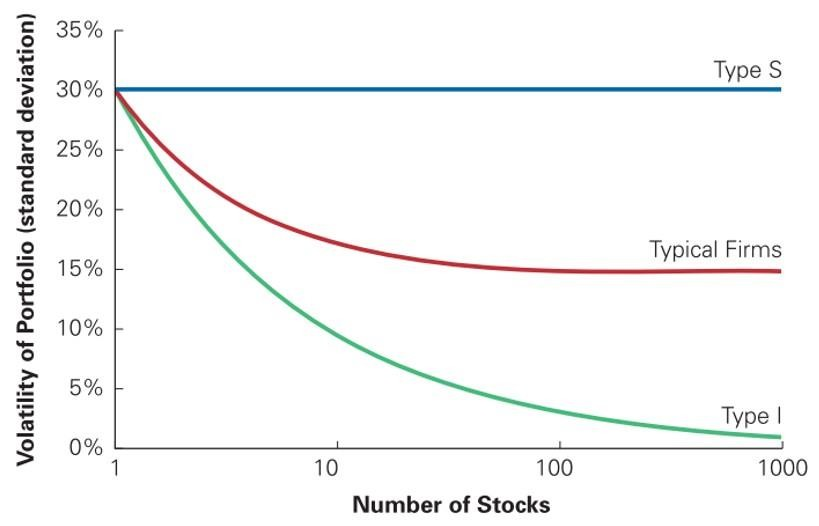 Volatility of Portfolio (standard deviation)
35%
30%
25%
20%
15%
10%
5%
0%
Type S
Typical Firms
Type I
1
10
100
1000
Number of Stocks